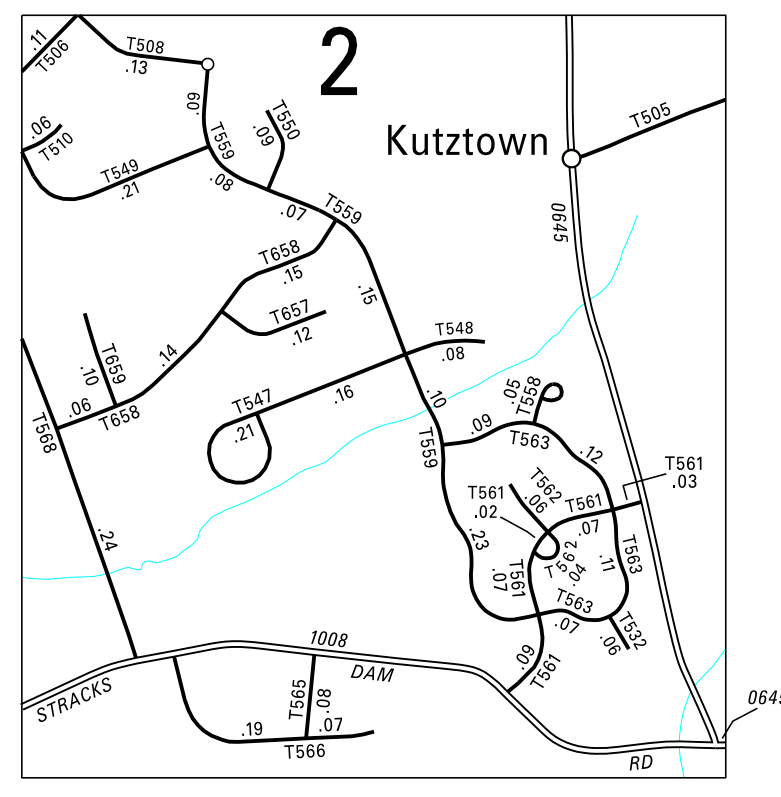 2
.11
T506
T508
.13
.09
T559
.08
.09
T550
.06
T510
T549
.21
.07
T559
Kutztown
T505
0645
T658
.15
.15
T657
.12
T548
.08
.10
T659
.14
.06
T658
T568
T547
.21
.16
.10
T559
.09
T563
.05
T558
.12
T561
.03
T561
.02
T562
.06
T561
.07
T562
.04
.23
.07
T561
.11
T563
T563
.07
T532
.06
.09
T561
.24
1008
STRACKS
DAM
RD
T565
.08
.19
.07
T566
064